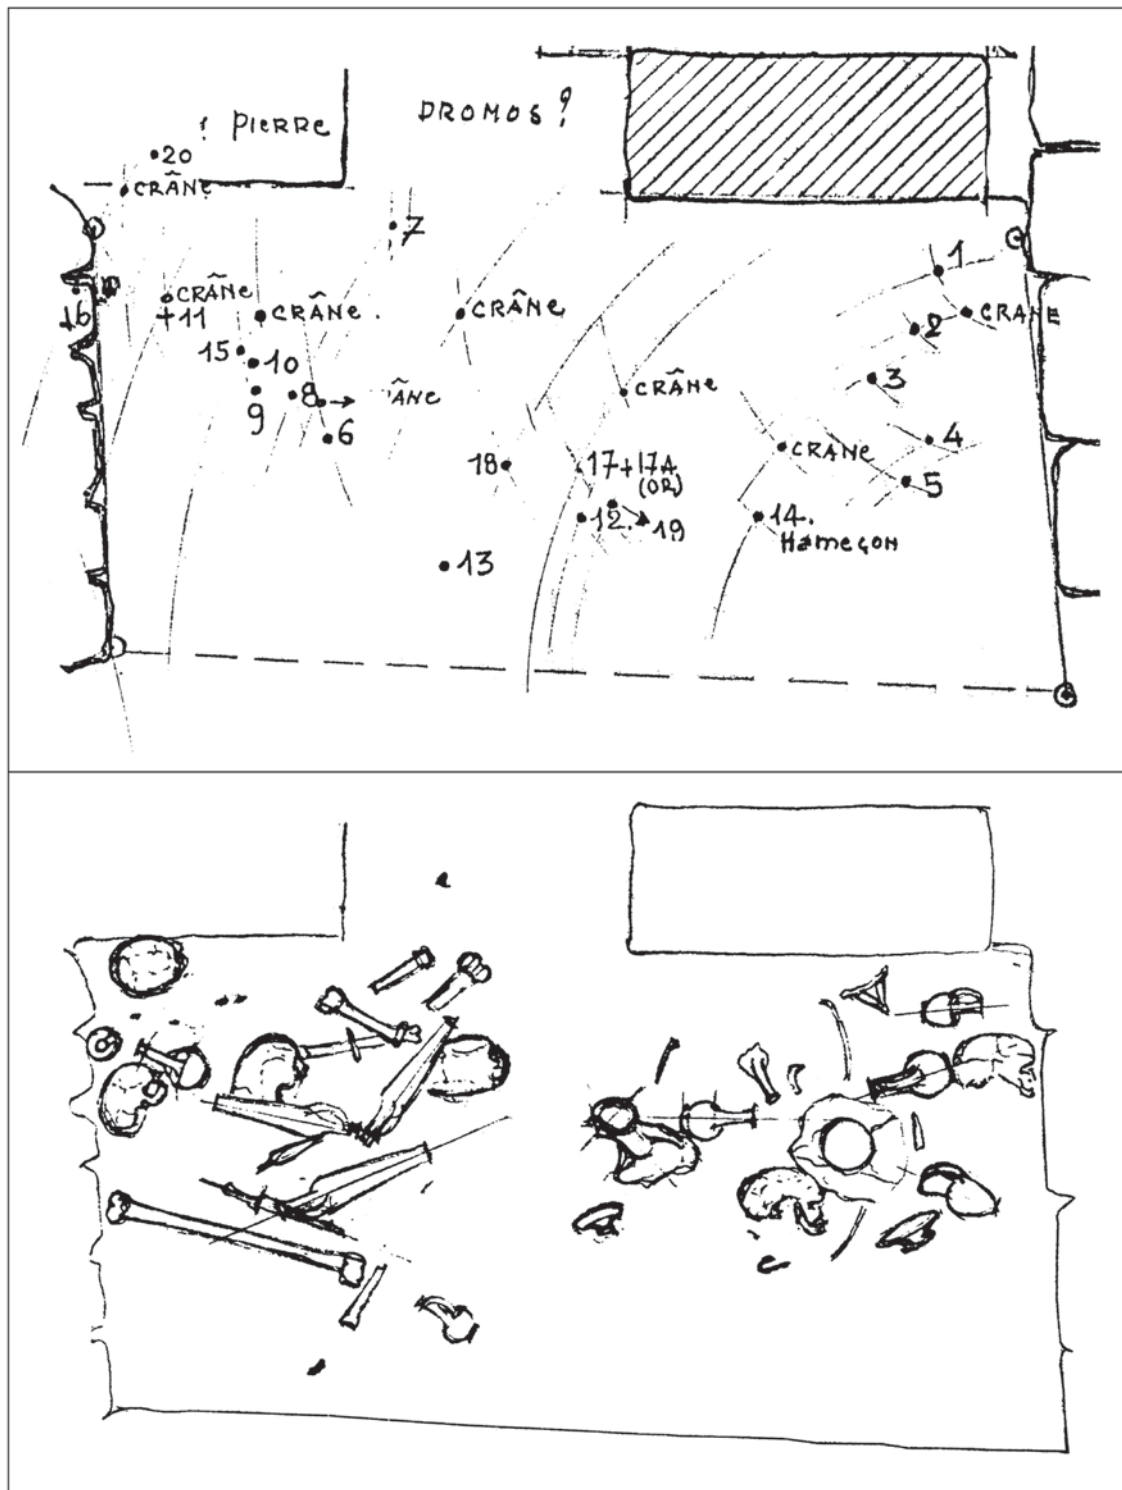 DROMOS?
! PIERRE
20
CRÂNE
7
1
CRÂNE
+11
16
CRÂNE.
CRÂNE
CRANE
2
15
10
3
9
8
ÂNE
CRÂNE
6
4
CRANE
18
17+17A
(OR)
5
12.
19
14.
HAMEÇON
13